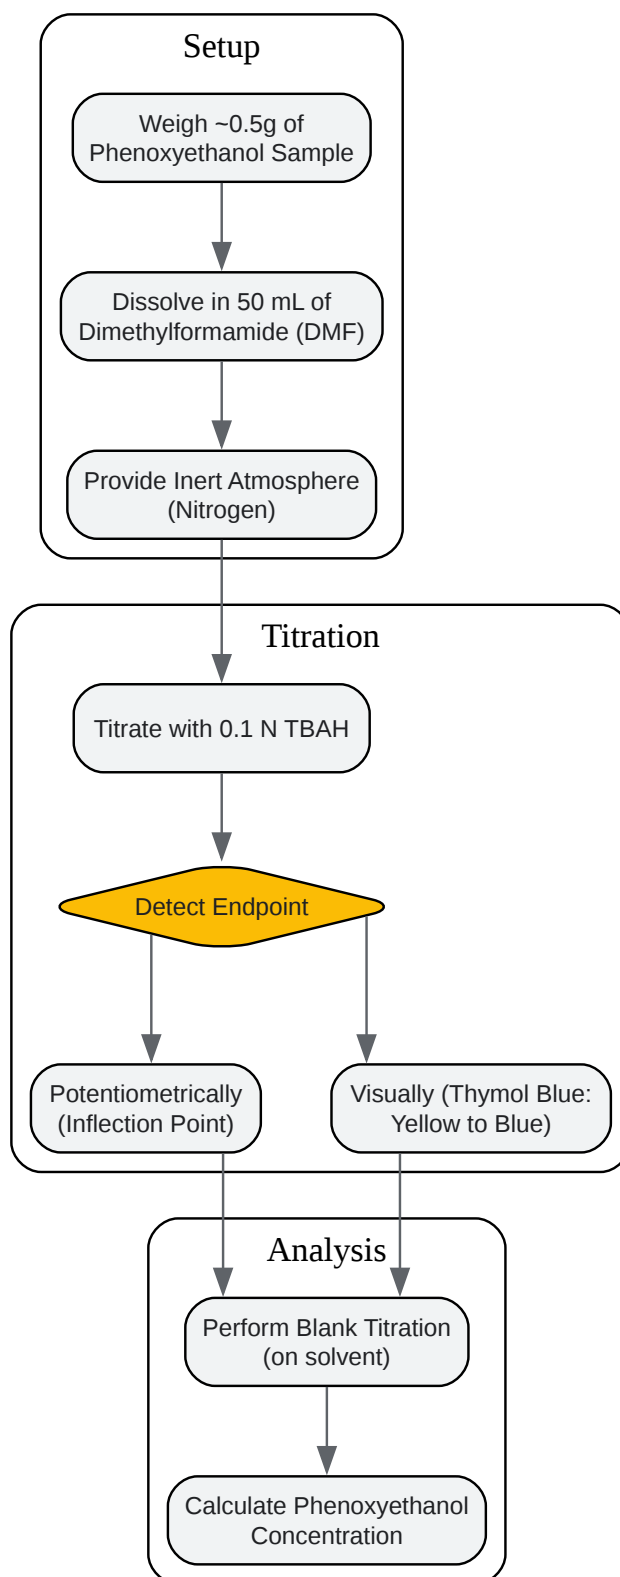 Setup
Weigh ~0.5g of
Phenoxyethanol Sample
Dissolve in 50 mL of
Dimethylformamide (DMF)
Provide Inert Atmosphere
(Nitrogen)
Titration
Titrate with 0.1 N TBAH
Detect Endpoint
Potentiometrically
(Inflection Point)
Visually (Thymol Blue:
Yellow to Blue)
Analysis
Perform Blank Titration
(on solvent)
Calculate Phenoxyethanol
Concentration